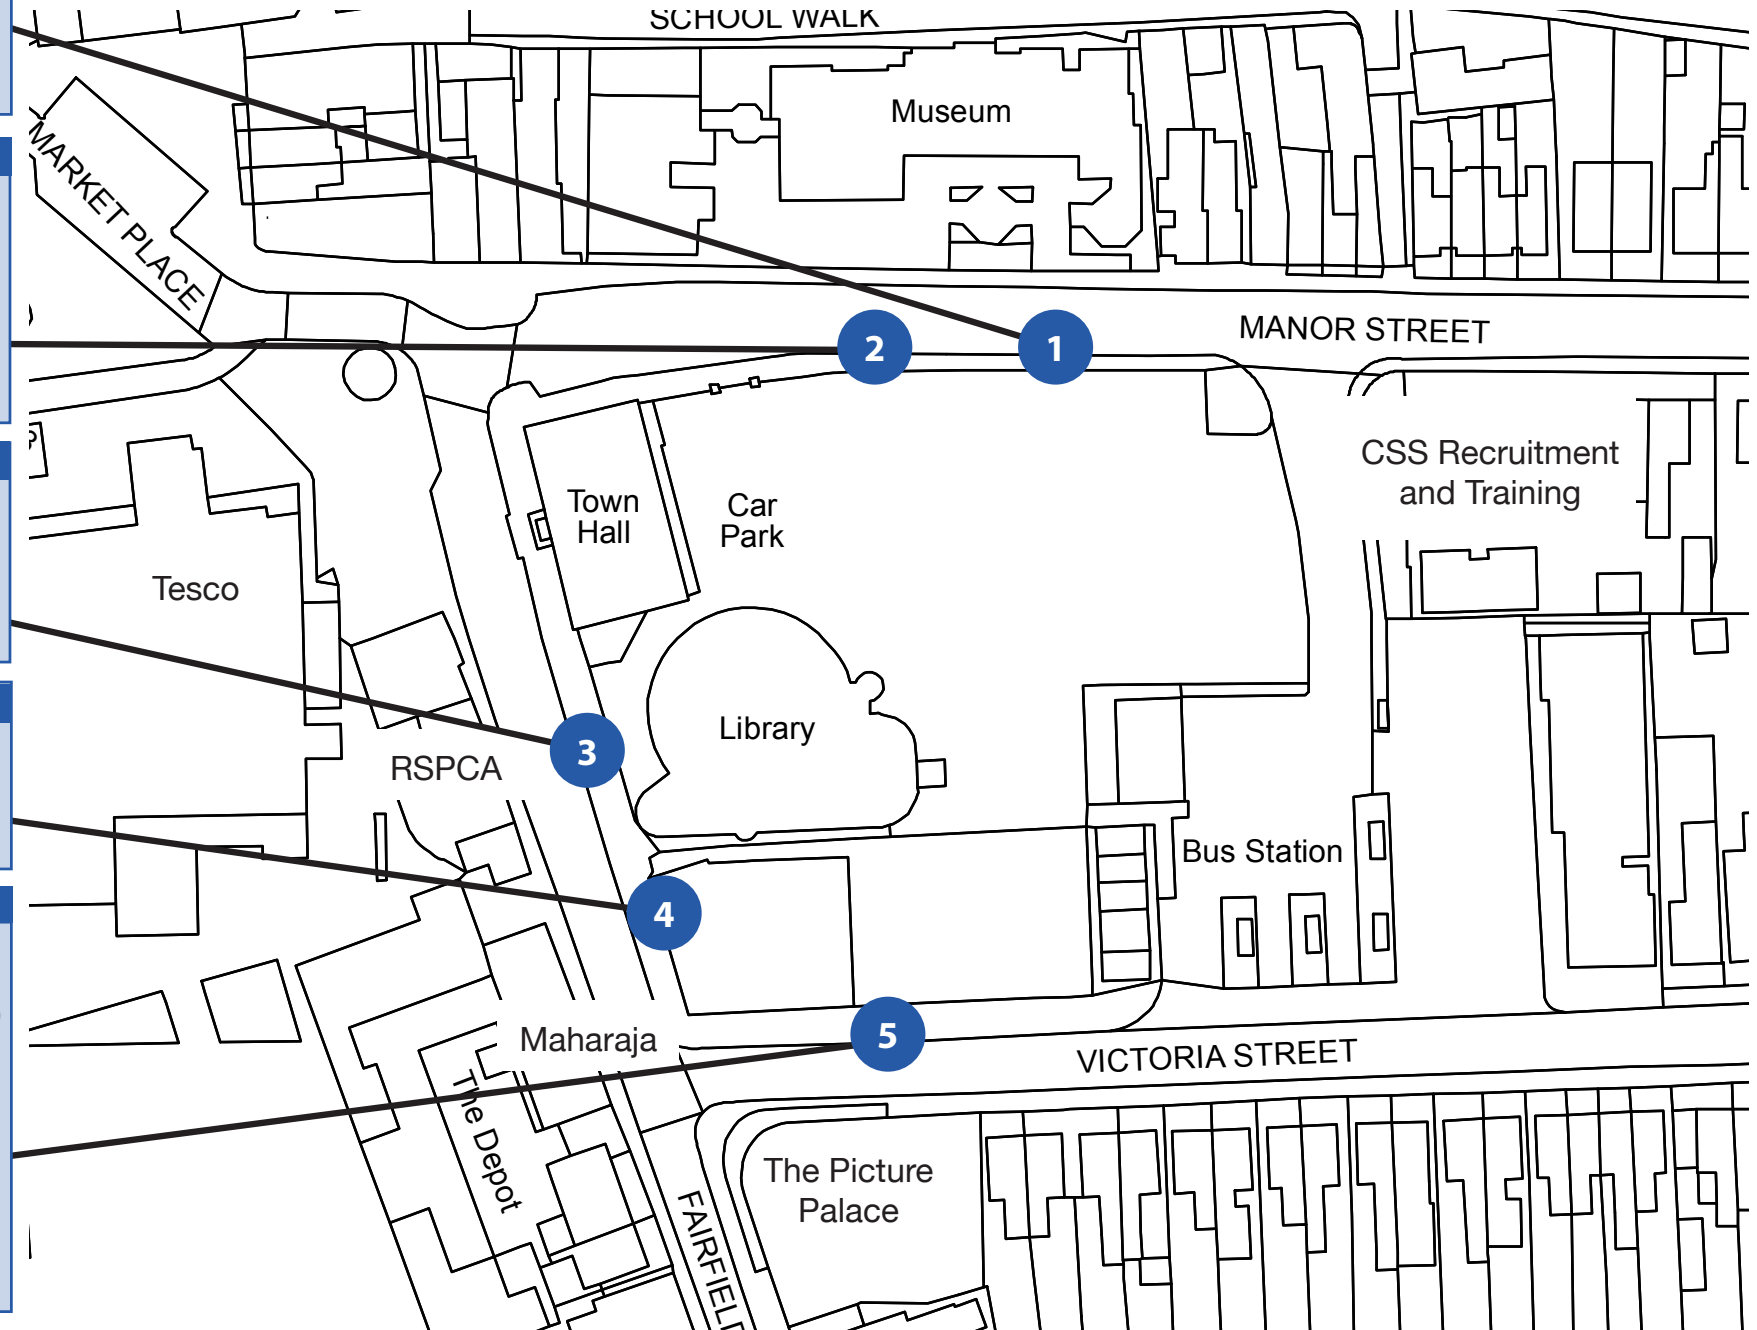 SCHOOL WALK
Museum
MARKET PLACE
MANOR STREET
2
1
CSS Recruitment
and Training
Town
Hall
Car
Park
Tesco
Library
3
RSPCA
Bus Station
4
5
Maharaja
VICTORIA STREET
The Depot
The Picture
Palace
FAIRFIELD